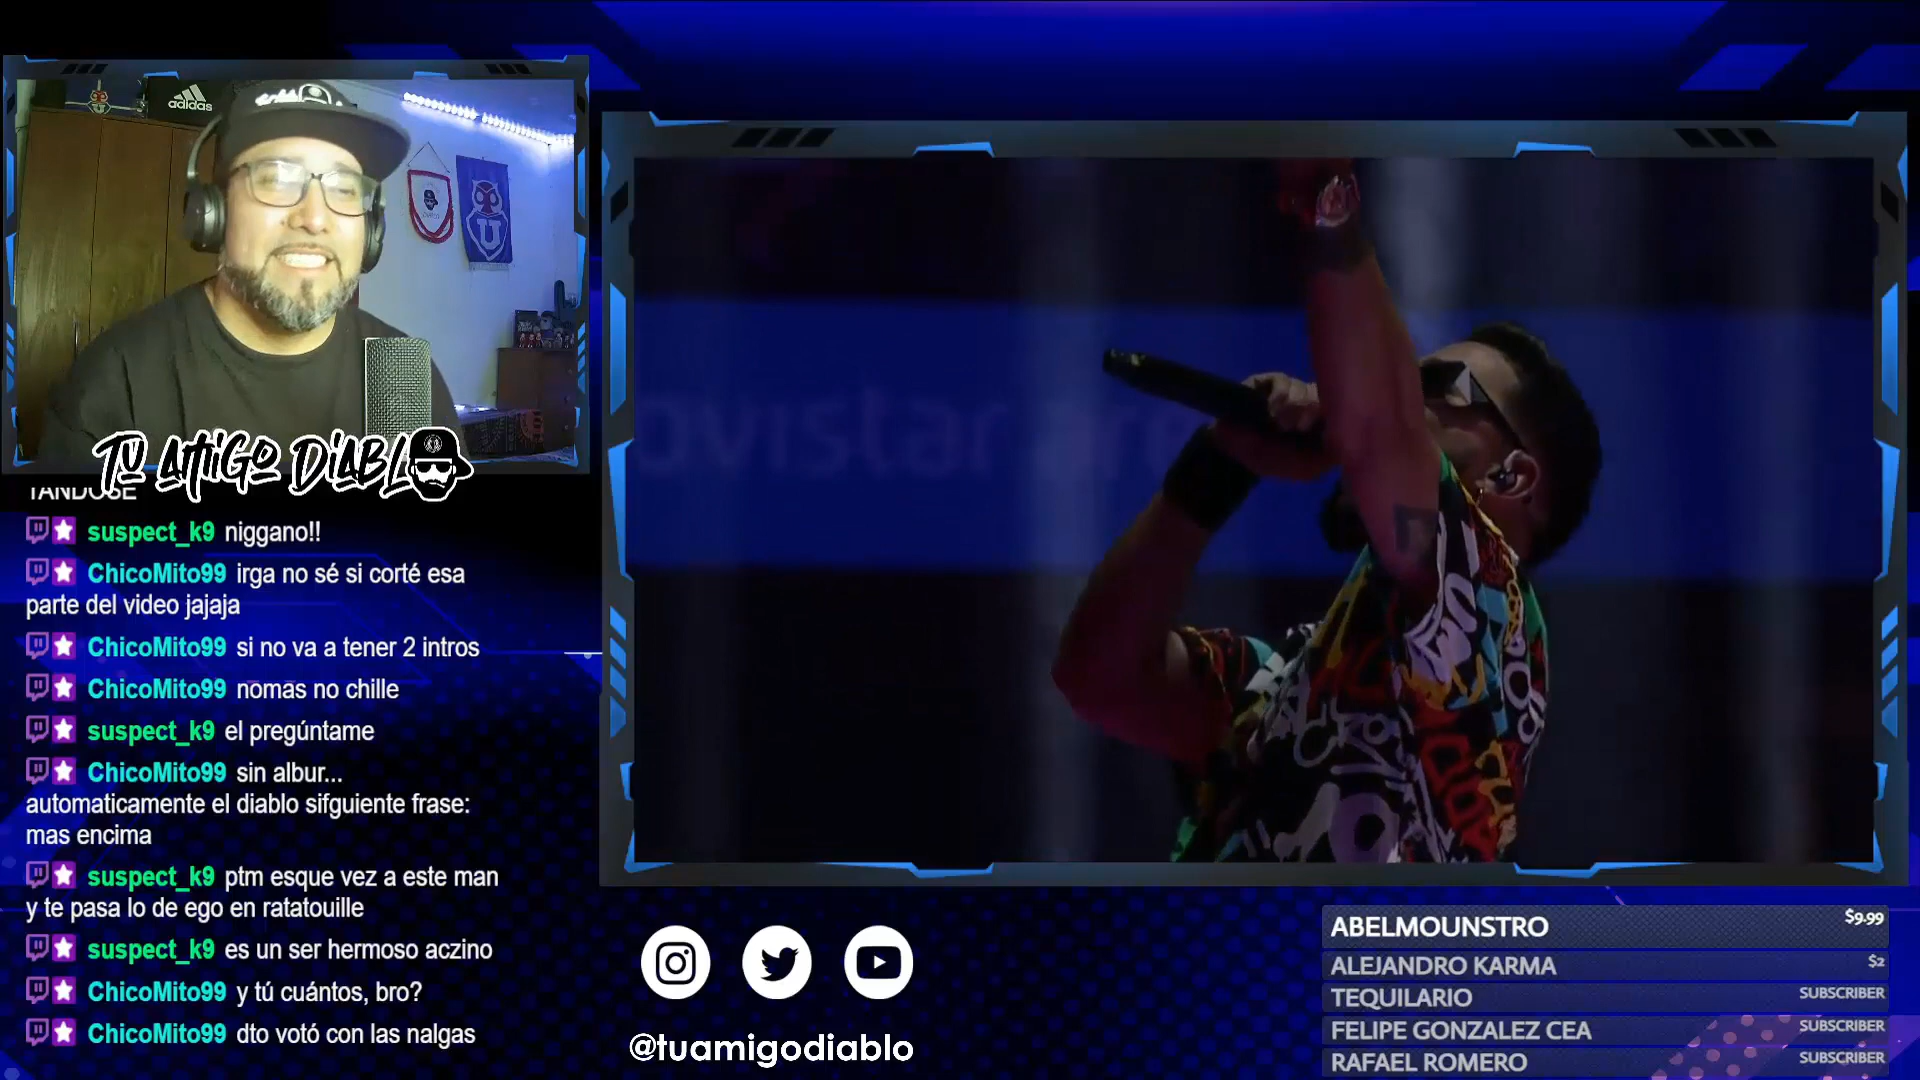 adidas
U
TU AMIGO DIABLO
TANDOSE
suspect_k9 niggano!!
ChicoMito99 irga no sé si corté esa
parte del video jajaja
ChicoMito99 si no va a tener 2 intros
ChicoMito99 nomas no chille
suspect_k9 el pregúntame
ChicoMito99 sin albur...
automaticamente el diablo sifguiente frase:
mas encima
suspect_k9 ptm esque vez a este man
y te pasa lo de ego en ratatouille
suspect_k9 es un ser hermoso aczino
ChicoMito99 y tú cuántos, bro?
ChicoMito99 dto votó con las nalgas
ovistar
@tuamigodiablo
ABELMOUNSTRO $9.99
ALEJANDRO KARMA $2
TEQUILARIO SUBSCRIBER
FELIPE GONZALEZ CEA SUBSCRIBER
RAFAEL ROMERO SUBSCRIBER